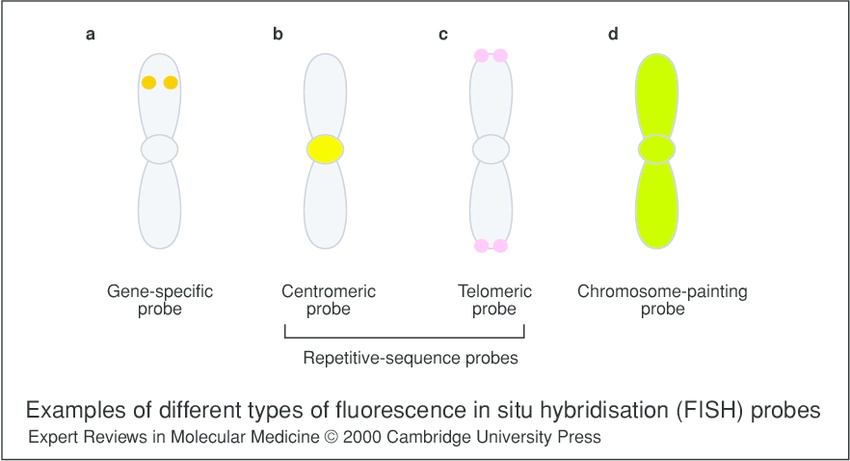 a b c d
Gene-specific probe
Centromeric probe
Telomeric probe
Chromosome-painting probe
Repetitive-sequence probes
Examples of different types of fluorescence in situ hybridisation (FISH) probes
Expert Reviews in Molecular Medicine © 2000 Cambridge University Press